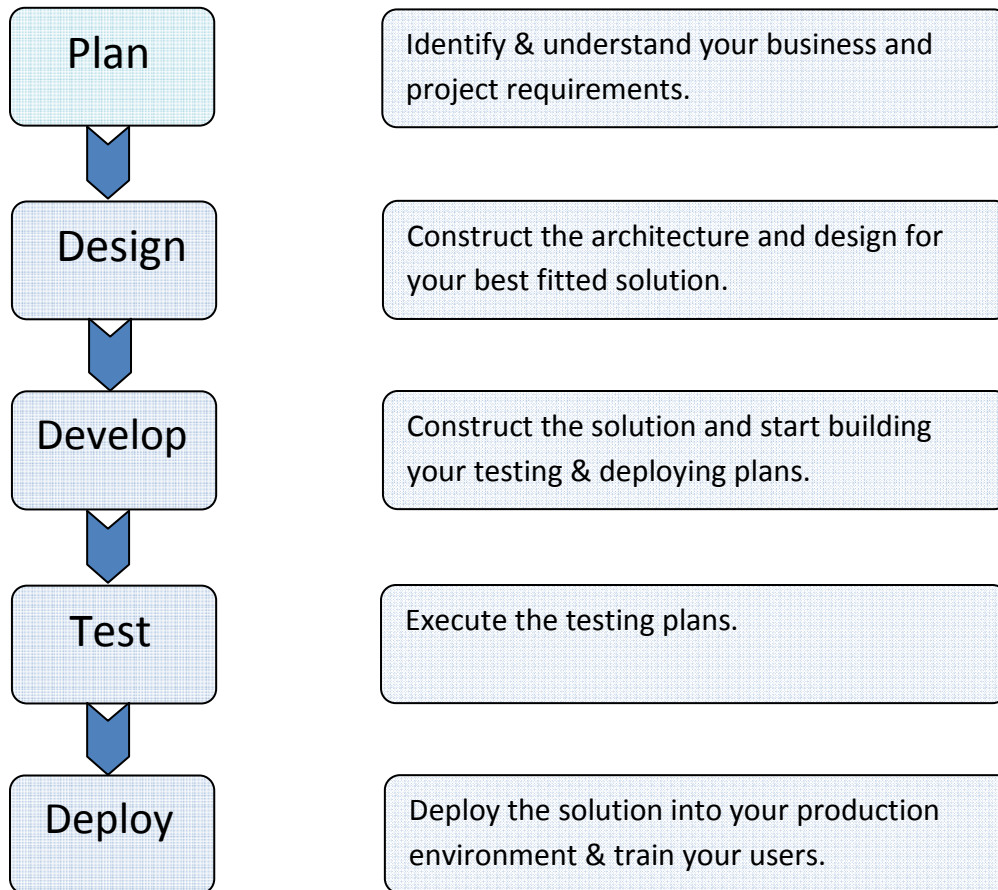 Plan
Identify & understand your business and
project requirements.
Design
Construct the architecture and design for
your best fitted solution.
Develop
Construct the solution and start building
your testing & deploying plans.
Test
Execute the testing plans.
Deploy
Deploy the solution into your production
environment & train your users.